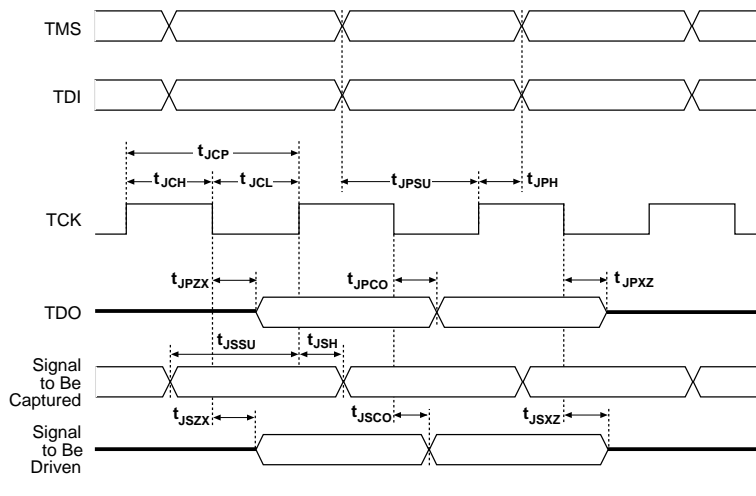 TMS
TDI
tJCP
tJCH
tJCL
tJPSU
tJPH
TCK
tJPZX
tJPCO
tJPXZ
TDO
tJSSU
tJSH
Signal
to Be
Captured
tJSZX
tJSCO
tJSXZ
Signal
to Be
Driven